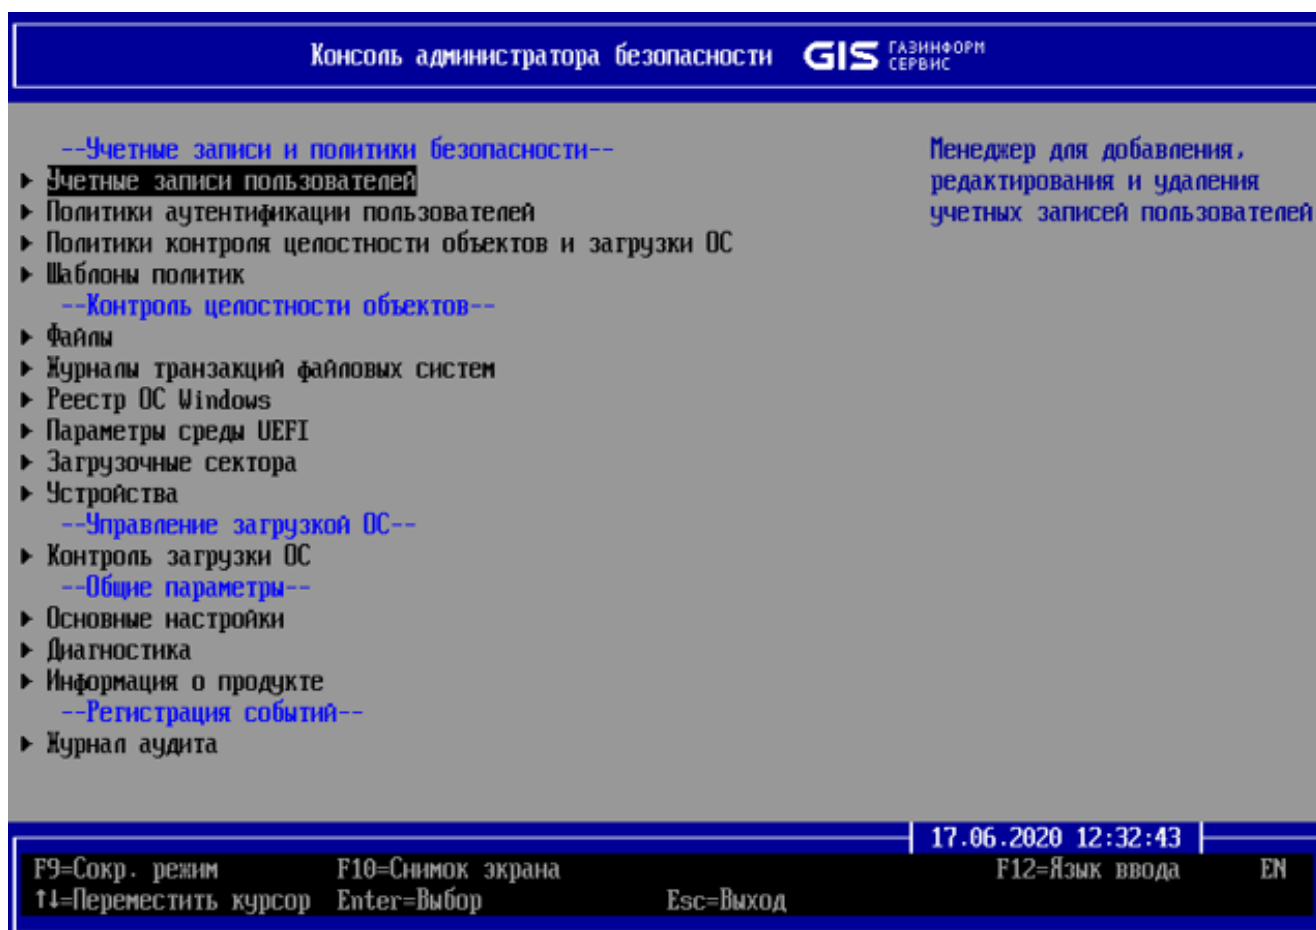 Консоль администратора безопасности GIS ГАЗИНФОРМ СЕРВИС
--Учетные записи и политики безопасности--
Учетные записи пользователей
Политики аутентификации пользователей
Политики контроля целостности объектов и загрузки ОС
Шаблоны политик
--Контроль целостности объектов--
Файлы
Журналы транзакций файловых систем
Реестр ОС Windows
Параметры среды UEFI
Загрузочные сектора
Устройства
--Управление загрузкой ОС--
Контроль загрузки ОС
--Общие параметры--
Основные настройки
Диагностика
Информация о продукте
--Регистрация событий--
Журнал аудита
Менеджер для добавления,
редактирования и удаления
учетных записей пользователей
17.06.2020 12:32:43
F9=Сокр. режим F10=Снимок экрана F12=Язык ввода EN
↑↓=Переместить курсор Enter=Выбор Esc=Выход